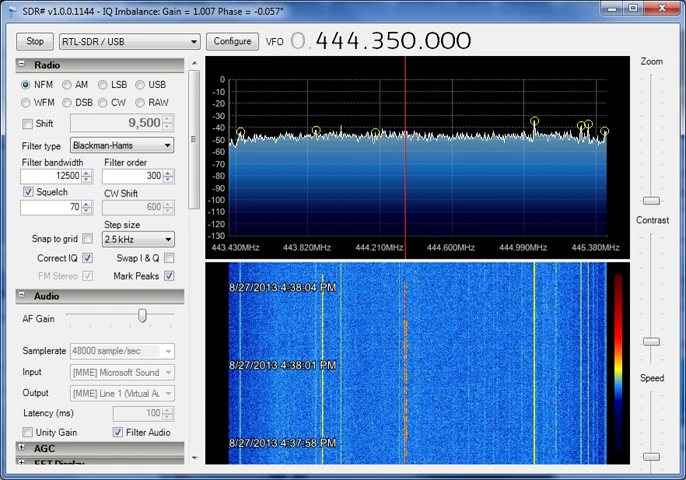 SDR# v1.0.0.1144 - IQ Imbalance: Gain = 1.007 Phase = -0.057°
Stop
RTL-SDR / USB
Configure
VFO
0.444.350.000
Radio
NFM AM LSB USB
WFM DSB CW RAW
Shift 9,500
Filter type Blackman-Harris
Filter bandwidth Filter order
12500 300
Squelch CW Shift
70 600
Step size
Snap to grid 2.5 kHz
Correct IQ Swap I & Q
FM Stereo Mark Peaks
Audio
AF Gain
Samplerate 48000 sample/sec
Input [MME] Microsoft Sound
Output [MME] Line 1 (Virtual Au
Latency (ms) 100
Unity Gain Filter Audio
AGC
FFT Display
0
-10
-20
-30
-40
-50
-60
-70
-80
-90
-100
-110
-120
-130
443.430MHz 443.820MHz 444.210MHz 444.600MHz 444.990MHz 445.380MHz
8/27/2013 4:38:04 PM
8/27/2013 4:38:01 PM
8/27/2013 4:37:58 PM
Zoom
Contrast
Speed